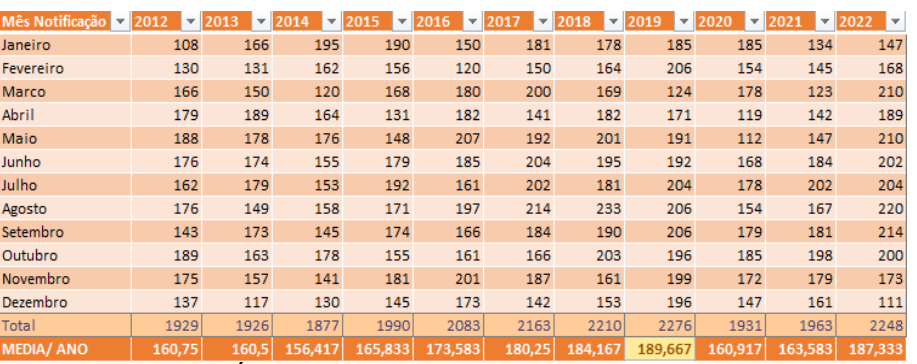 Mês Notificação 2012 2013 2014 2015 2016 2017 2018 2019 2020 2021 2022
Janeiro 108 166 195 190 150 181 178 185 185 134 147
Fevereiro 130 131 162 156 120 150 164 206 154 145 168
Marco 166 150 120 168 180 200 169 124 178 123 210
Abril 179 189 164 131 182 141 182 171 119 142 189
Maio 188 178 176 148 207 192 201 191 112 147 210
Junho 176 174 155 179 185 204 195 192 168 184 202
Julho 162 179 153 192 161 202 181 204 178 202 204
Agosto 176 149 158 171 197 214 233 206 154 167 220
Setembro 143 173 145 174 166 184 190 206 179 181 214
Outubro 189 163 178 155 161 166 203 196 185 198 200
Novembro 175 157 141 181 201 187 161 199 172 179 173
Dezembro 137 117 130 145 173 142 153 196 147 161 111
Total 1929 1926 1877 1990 2083 2163 2210 2276 1931 1963 2248
MEDIA/ ANO 160,75 160,5 156,417 165,833 173,583 180,25 184,167 189,667 160,917 163,583 187,333